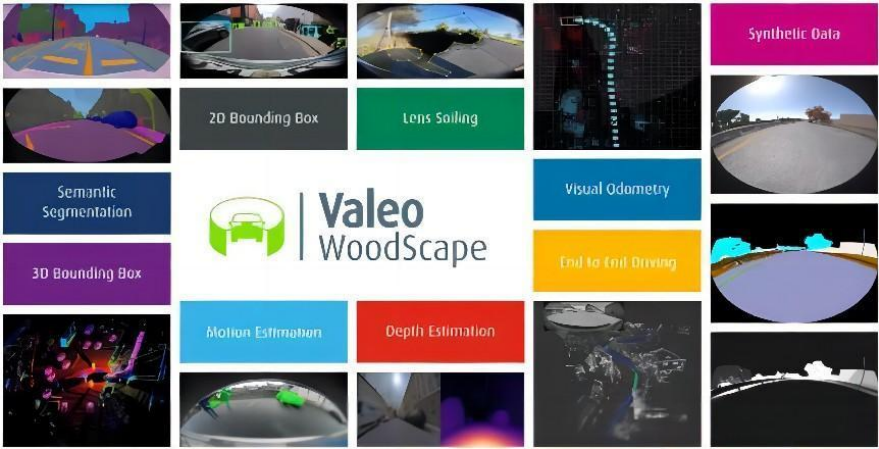 Synthetic Data
2D Bounding Box
Lens Soiling
Semantic
Segmentation
Visual Odometry
Valeo
WoodScape
3D Bounding Box
End to End Driving
Motion Estimation
Depth Estimation